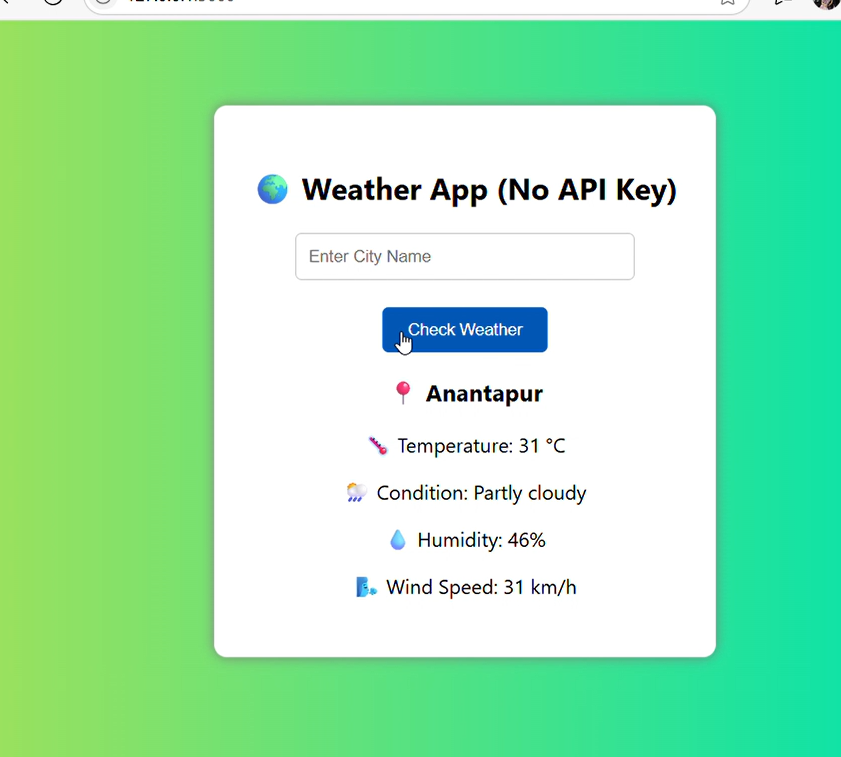 Weather App (No API Key)
Enter City Name
Check Weather
Anantapur
Temperature: 31 °C
Condition: Partly cloudy
Humidity: 46%
Wind Speed: 31 km/h